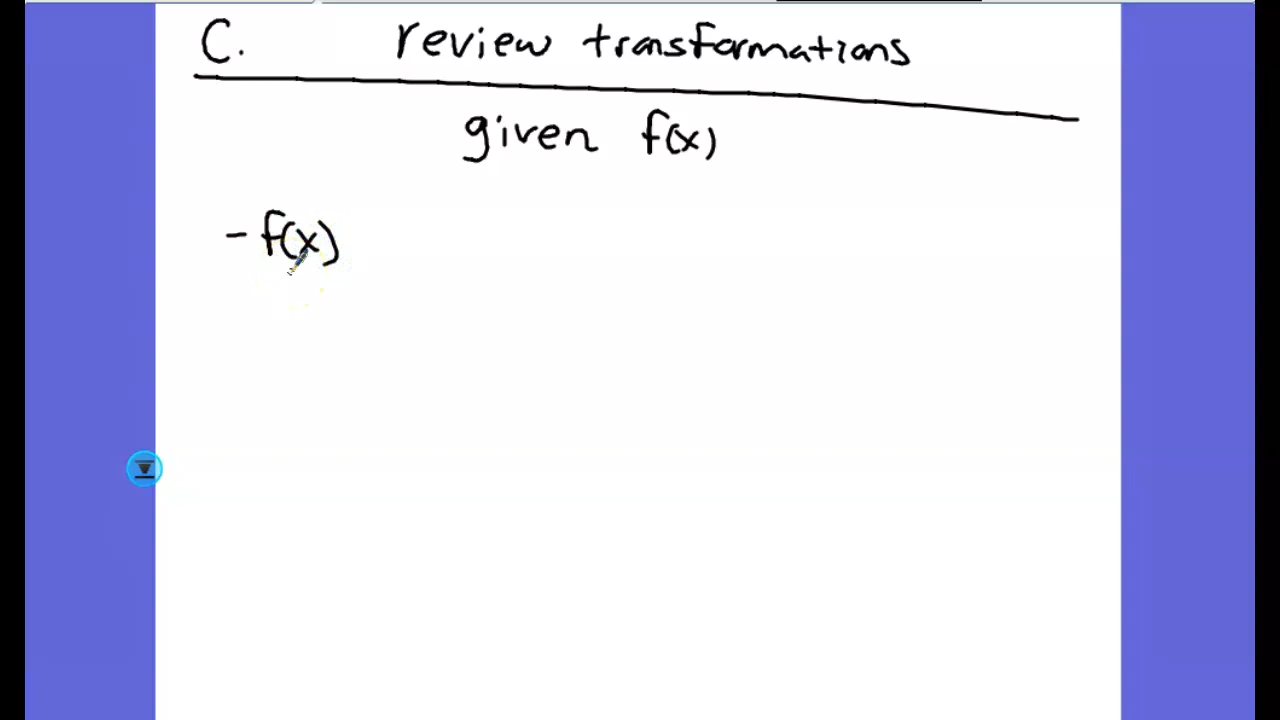 C. review transformations
given f(x)
- f(x)